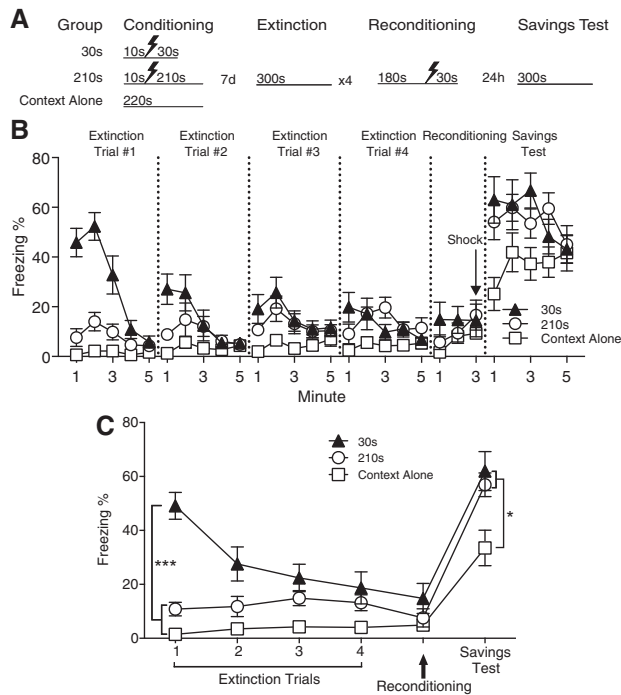 A
Group Conditioning Extinction Reconditioning Savings Test
30s 10s 30s
210s 10s 210s 7d 300s x4 180s 30s 24h 300s
Context Alone 220s
B
Extinction Trial #1
Extinction Trial #2
Extinction Trial #3
Extinction Trial #4
Reconditioning
Savings Test
80
60
40
20
0
Freezing %
Shock
30s
210s
Context Alone
1 3 5 1 3 5 1 3 5 1 3 5 1 3 1 3 5
Minute
C
80
60
40
20
0
Freezing %
30s
210s
Context Alone
***
*
1 2 3 4 Savings Test
Extinction Trials
Reconditioning